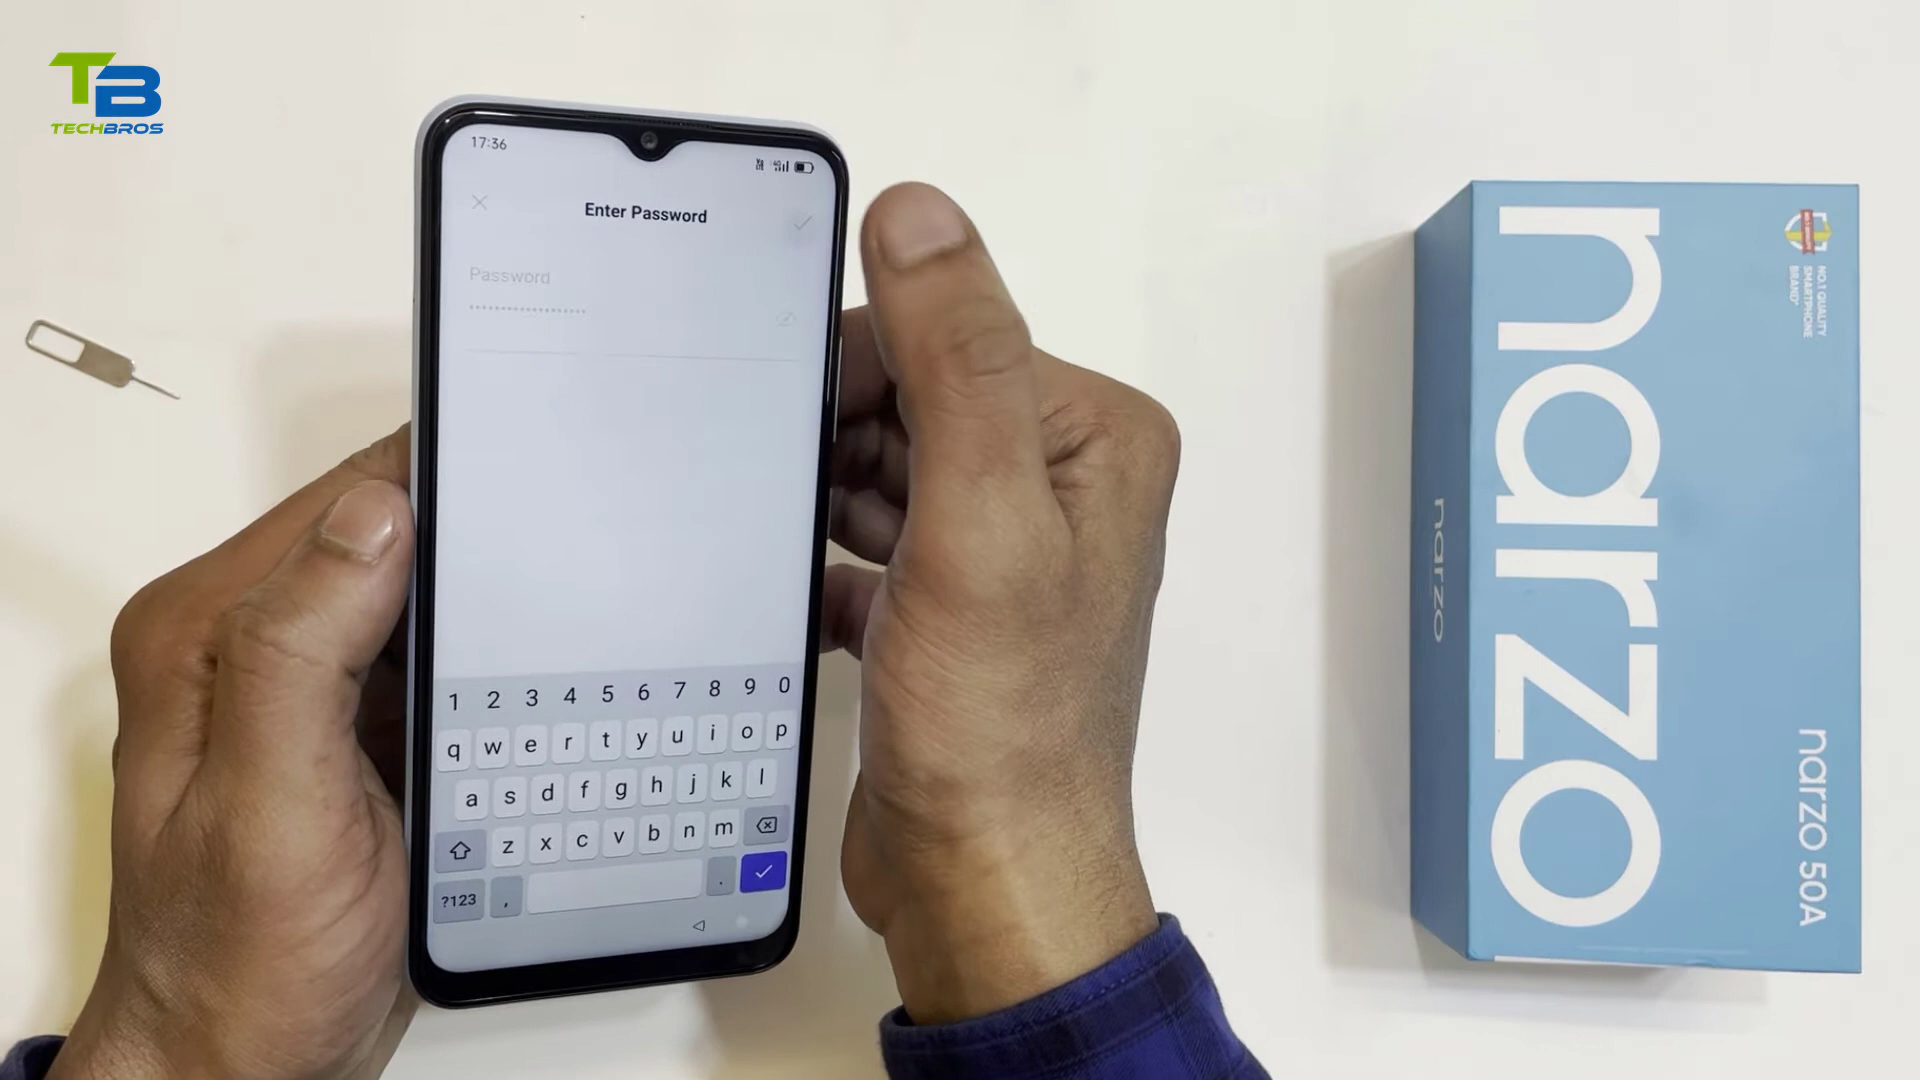 TB
TECHBROS
17:36
Enter Password
Password
1 2 3 4 5 6 7 8 9 0
q w e r t y u i o p
a s d f g h j k l
z x c v b n m
?123 , .
narzo
narzo
NO.1 QUALITY
SMARTPHONE
BRAND*
narzo 50A